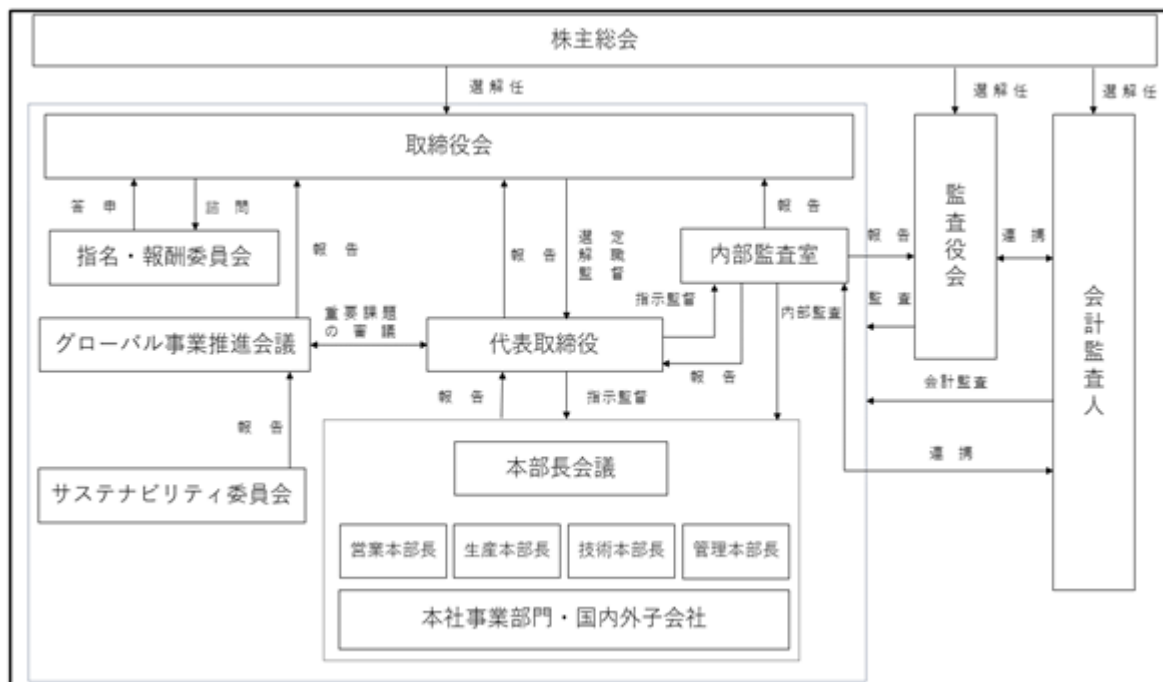 株主総会
選解任
選解任
選解任
取締役会
答申
諮問
報告
報告
選定
解職
監督
報告
指名・報酬委員会
内部監査室
報告
監査役会
連携
会計監査人
指示監督
内部監査
監査
グローバル事業推進会議
重要課題
の審議
代表取締役
報告
報告
指示監督
会計監査
報告
本部長会議
連携
サステナビリティ委員会
営業本部長
生産本部長
技術本部長
管理本部長
本社事業部門・国内外子会社